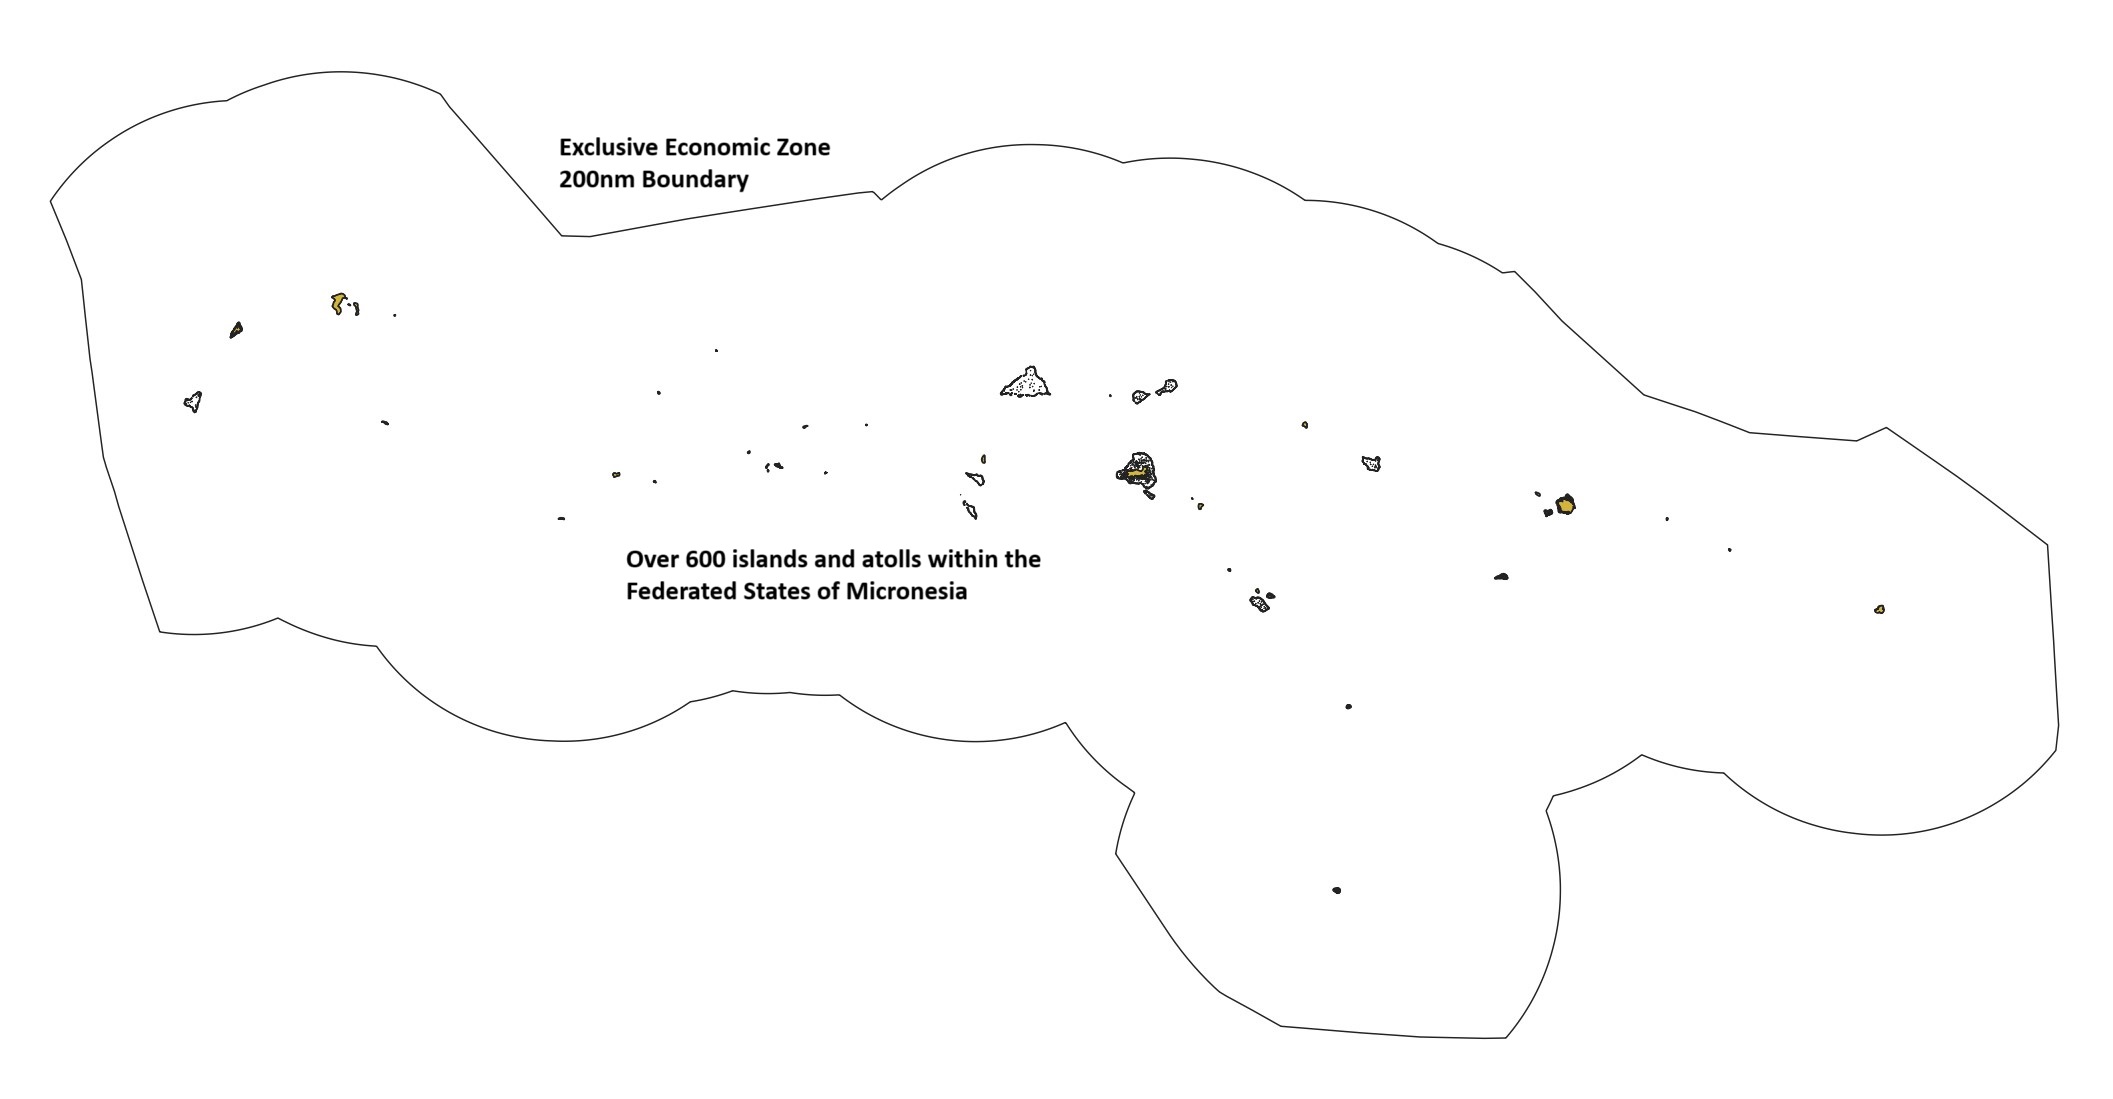 Exclusive Economic Zone
200nm Boundary
Over 600 islands and atolls within the
Federated States of Micronesia